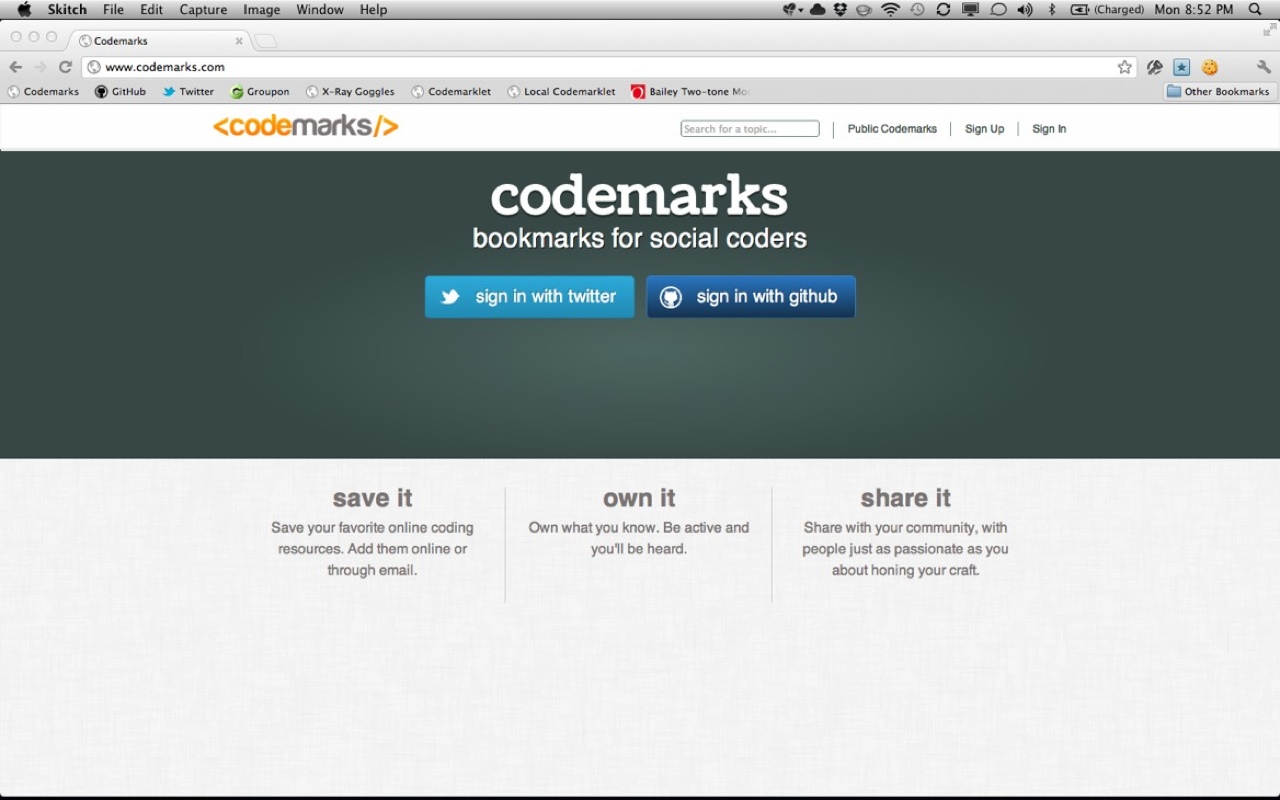 Skitch File Edit Capture Image Window Help (Charged) Mon 8:52 PM
Codemarks
www.codemarks.com
Codemarks GitHub Twitter Groupon X-Ray Goggles Codemarklet Local Codemarklet Bailey Two-tone Mo Other Bookmarks
<codemarks/> Search for a topic... Public Codemarks Sign Up Sign In
codemarks
bookmarks for social coders
sign in with twitter sign in with github
save it
Save your favorite online coding
resources. Add them online or
through email.
own it
Own what you know. Be active and
you'll be heard.
share it
Share with your community, with
people just as passionate as you
about honing your craft.